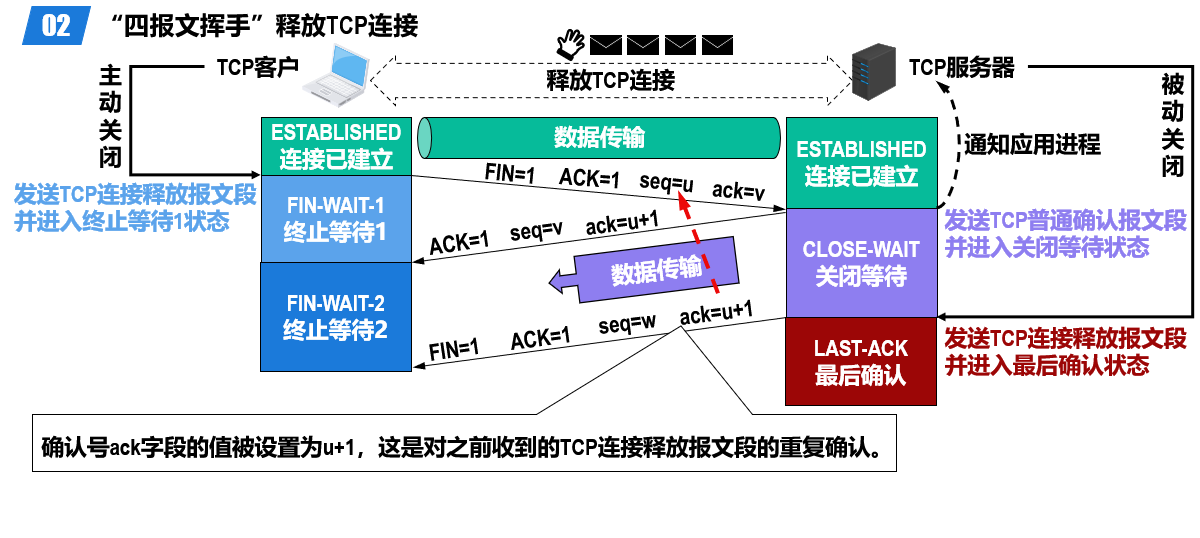 02 “四报文挥手”释放TCP连接
TCP客户
释放TCP连接
TCP服务器
主动关闭
被动关闭
ESTABLISHED
连接已建立
数据传输
ESTABLISHED
连接已建立
通知应用进程
发送TCP连接释放报文段
并进入终止等待1状态
FIN=1 ACK=1 seq=u ack=v
FIN-WAIT-1
终止等待1
ACK=1 seq=v ack=u+1
发送TCP普通确认报文段
并进入关闭等待状态
CLOSE-WAIT
关闭等待
数据传输
FIN-WAIT-2
终止等待2
FIN=1 ACK=1 seq=w ack=u+1
LAST-ACK
最后确认
发送TCP连接释放报文段
并进入最后确认状态
确认号ack字段的值被设置为u+1，这是对之前收到的TCP连接释放报文段的重复确认。